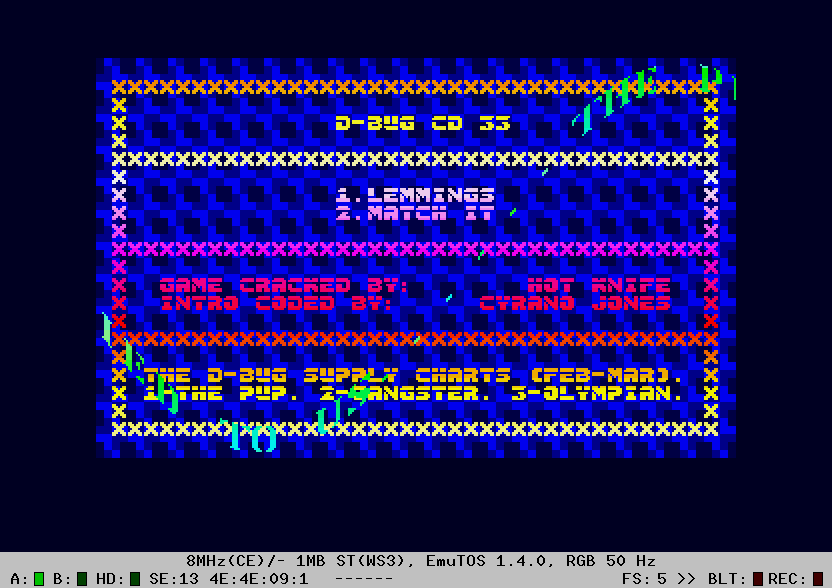 D-BUG CD 33
1.LEMMINGS
2.MATCH IT
GAME CRACKED BY: HOT KNIFE
INTRO CODED BY: CYRANO JONES
THE D-BUG SUPPLY CHARTS (FEB-MAR).
1-THE PUP. 2-GANGSTER. 3-OLYMPIAN.
TO
8MHz(CE)/- 1MB ST(WS3), EmuTOS 1.4.0, RGB 50 Hz
A: B: HD: SE:13 4E:4E:09:1 ------ FS: 5 >> BLT: REC: